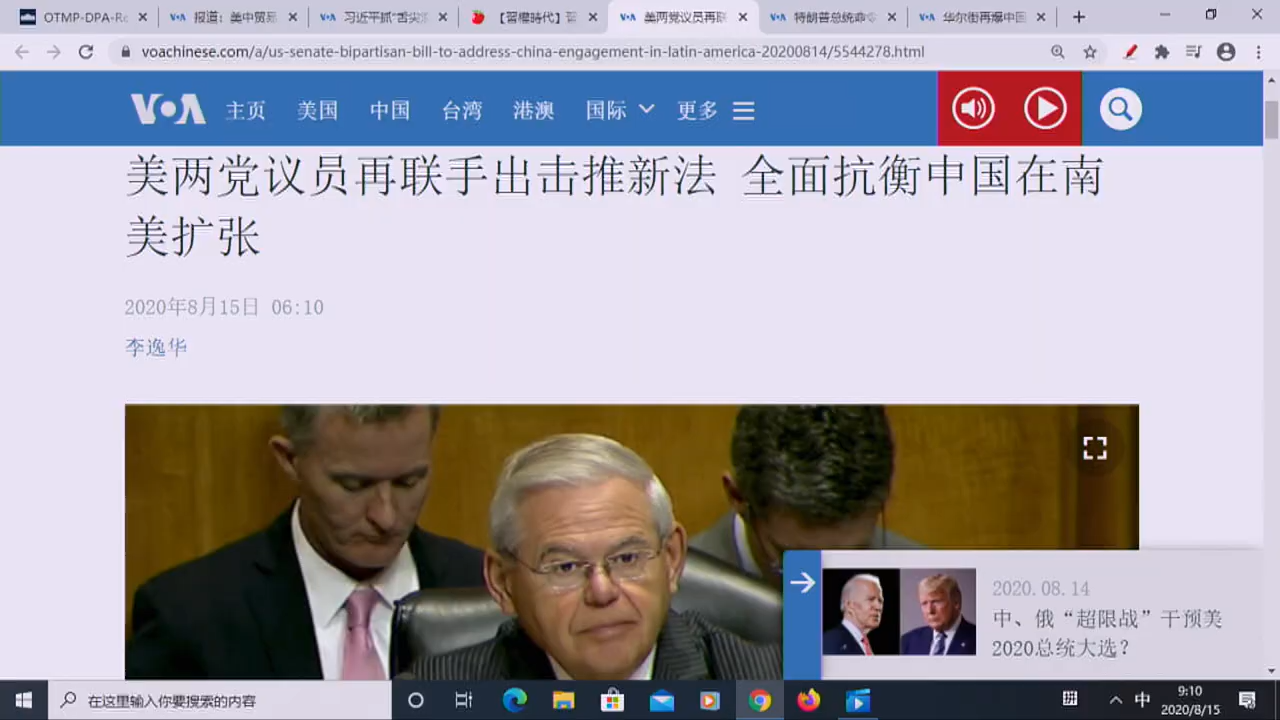 OTMP-DPA-Re
报道：美中贸易
习近平抓“舌尖
【習權時代】
美两党议员再联
特朗普总统命令
华尔街再爆中国
voachinese.com/a/us-senate-bipartisan-bill-to-address-china-engagement-in-latin-america-20200814/5544278.html
VOA 主页 美国 中国 台湾 港澳 国际 更多
美两党议员再联手出击推新法 全面抗衡中国在南
美扩张
2020年8月15日 06:10
李逸华
2020.08.14
中、俄“超限战”干预美
2020总统大选?
在这里输入你要搜索的内容
拼
中
9:10
2020/8/15